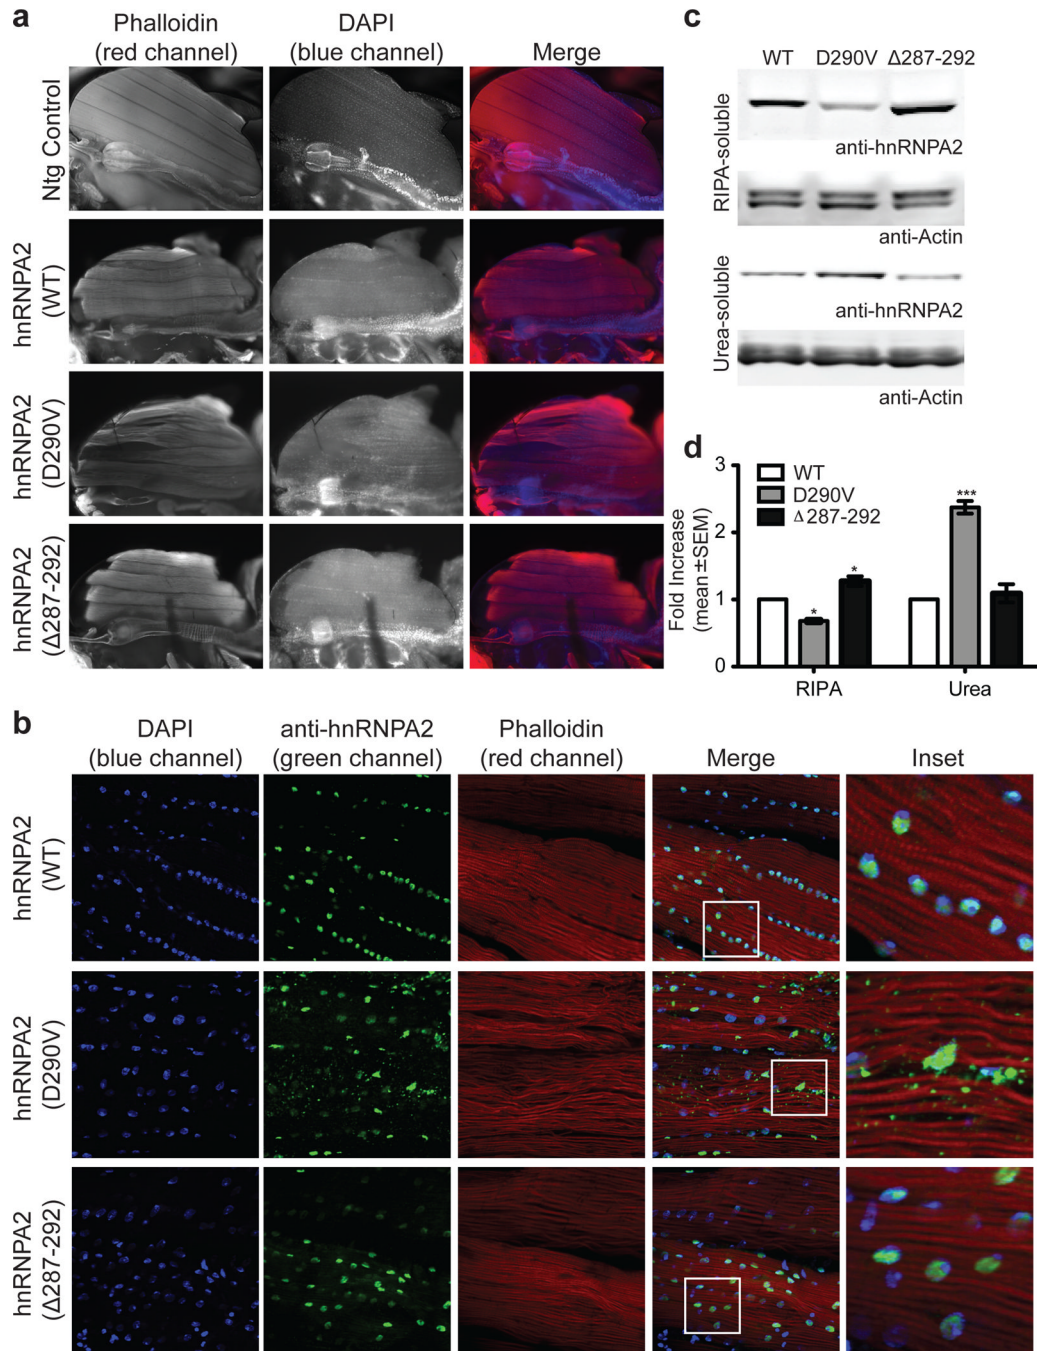 a
Phalloidin
(red channel)
DAPI
(blue channel)
Merge
Ntg Control
hnRNPA2
(WT)
hnRNPA2
(D290V)
hnRNPA2
(Δ287-292)
c
WT
D290V
Δ287-292
RIPA-soluble
anti-hnRNPA2
anti-Actin
Urea-soluble
anti-hnRNPA2
anti-Actin
d
Fold Increase
(mean ±SEM)
3
2
1
0
WT
D290V
Δ287-292
*
*
***
RIPA
Urea
b
DAPI
(blue channel)
anti-hnRNPA2
(green channel)
Phalloidin
(red channel)
Merge
Inset
hnRNPA2
(WT)
hnRNPA2
(D290V)
hnRNPA2
(Δ287-292)